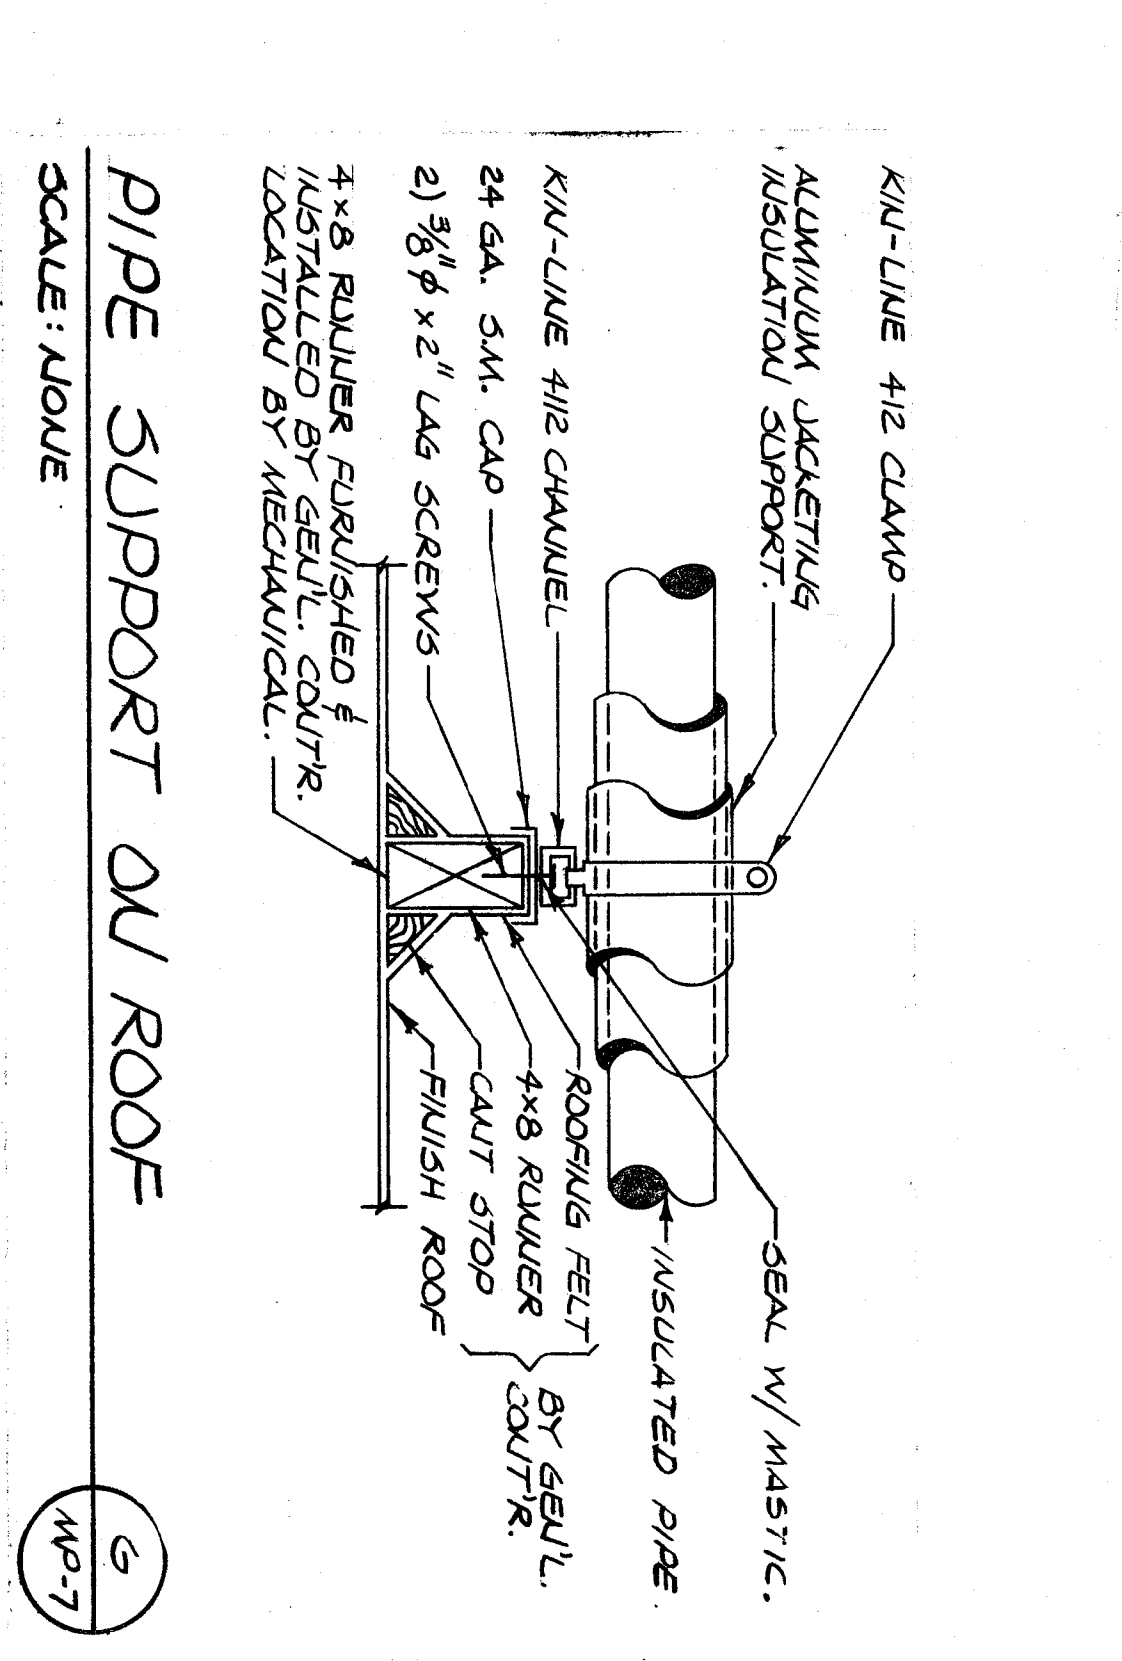 KIN-LINE 412 CLAMP
ALUMINUM JACKETING
INSULATION SUPPORT.
KIN-LINE 4112 CHANNEL
24 GA. S.M. CAP
2) 3/8" φ x 2" LAG SCREWS
4x8 RUNNER FURNISHED &
INSTALLED BY GEN'L. CONT'R.
LOCATION BY MECHANICAL.
SEAL W/ MASTIC.
INSULATED PIPE.
ROOFING FELT
4x8 RUNNER
CANT STOP
FINISH ROOF
BY GEN'L.
CONT'R.
PIPE SUPPORT ON ROOF
SCALE: NONE
G
MP-7